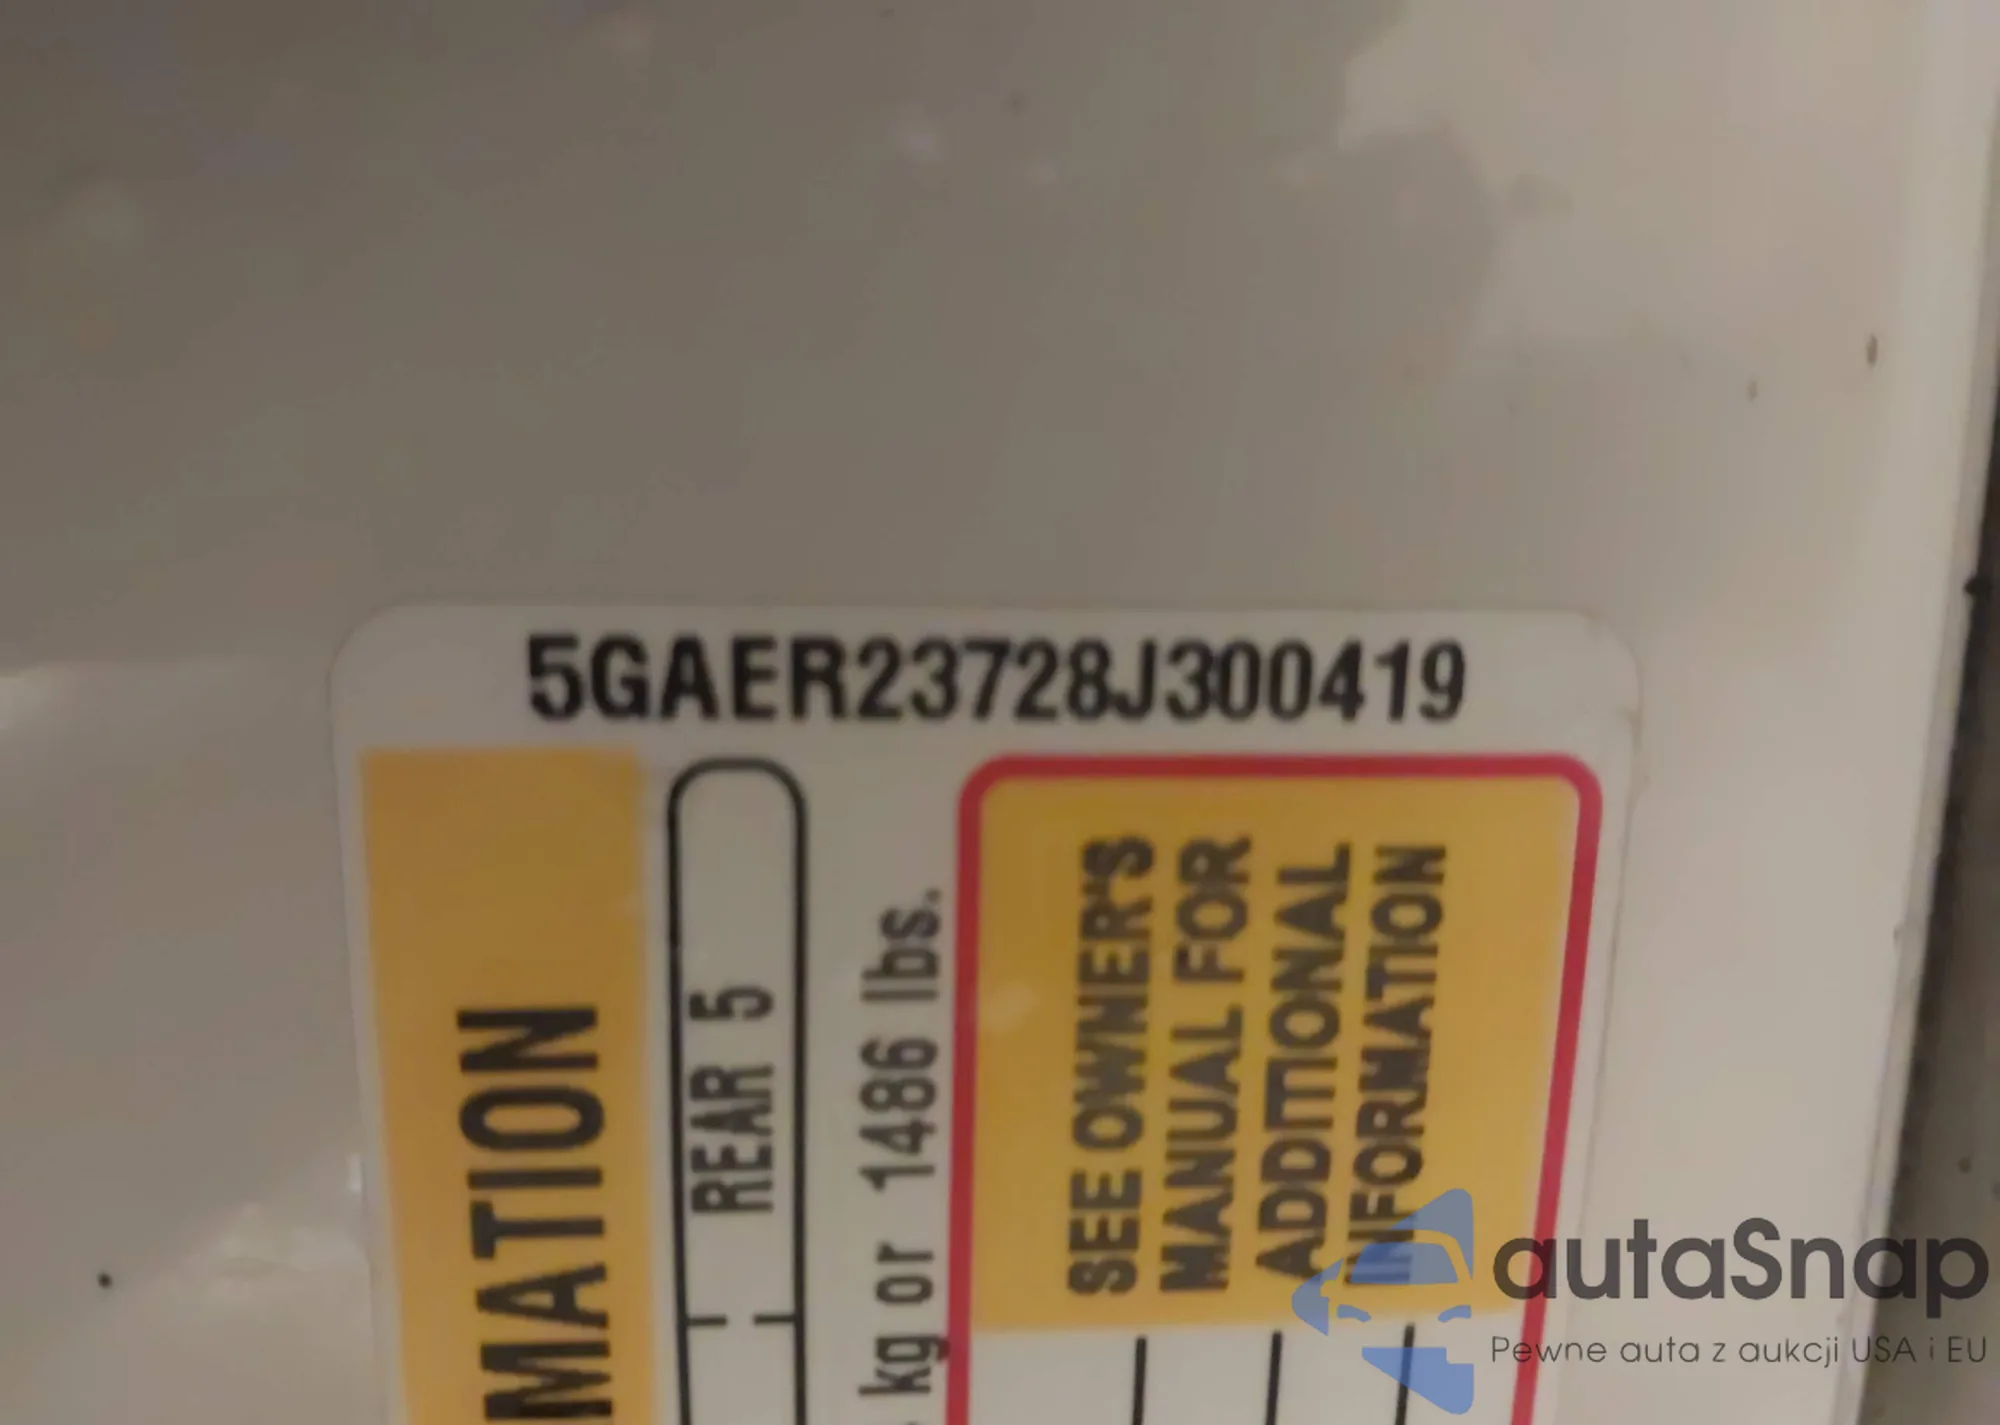 5GAER23728J300419
MATION
REAR 5
kg or 1486 lbs.
SEE OWNER'S
MANUAL FOR
ADDITIONAL
INFORMATION
autaSnap
Pewne auta z aukcji USA i EU